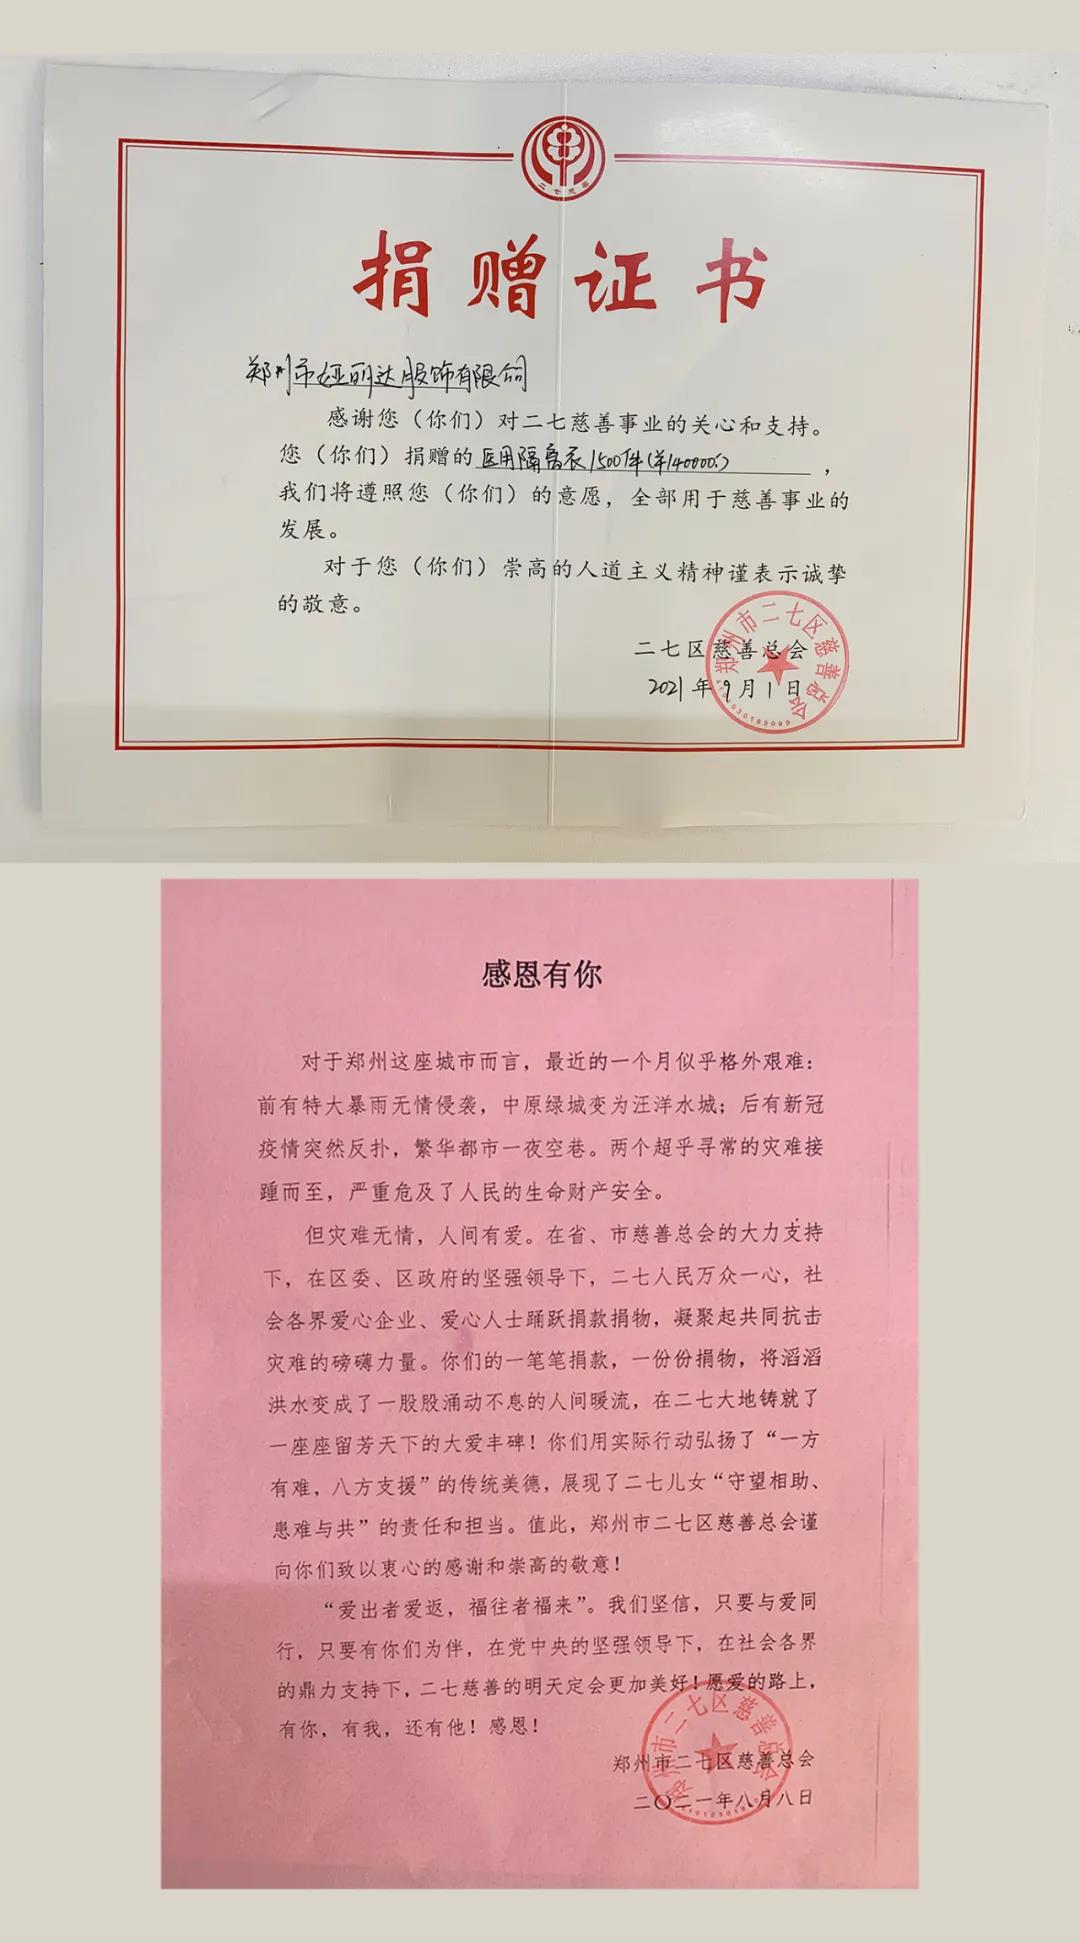 二七慈善
捐赠证书
郑州市娅丽达服饰有限公司
感谢您（你们）对二七慈善事业的关心和支持。
您（你们）捐赠的医用隔离衣1500件(羊140000.)，
我们将遵照您（你们）的意愿，全部用于慈善事业的
发展。
对于您（你们）崇高的人道主义精神谨表示诚挚
的敬意。
二七区慈善总会
2021年9月1日
郑州市二七区慈善总会
感恩有你
对于郑州这座城市而言，最近的一个月似乎格外艰难：
前有特大暴雨无情侵袭，中原绿城变为汪洋水城；后有新冠
疫情突然反扑，繁华都市一夜空巷。两个超乎寻常的灾难接
踵而至，严重危及了人民的生命财产安全。
但灾难无情，人间有爱。在省、市慈善总会的大力支持
下，在区委、区政府的坚强领导下，二七人民万众一心，社
会各界爱心企业、爱心人士踊跃捐款捐物，凝聚起共同抗击
灾难的磅礴力量。你们的一笔笔捐款，一份份捐物，将滔滔
洪水变成了一股股涌动不息的人间暖流，在二七大地铸就了
一座座留芳天下的大爱丰碑！你们用实际行动弘扬了“一方
有难，八方支援”的传统美德，展现了二七儿女“守望相助、
患难与共”的责任和担当。值此，郑州市二七区慈善总会谨
向你们致以衷心的感谢和崇高的敬意！
“爱出者爱返，福往者福来”。我们坚信，只要与爱同
行，只要有你们为伴，在党中央的坚强领导下，在社会各界
的鼎力支持下，二七慈善的明天定会更加美好！愿爱的路上，
有你，有我，还有他！感恩！
郑州市二七区慈善总会
二〇二一年八月八日
郑州市二七区慈善总会